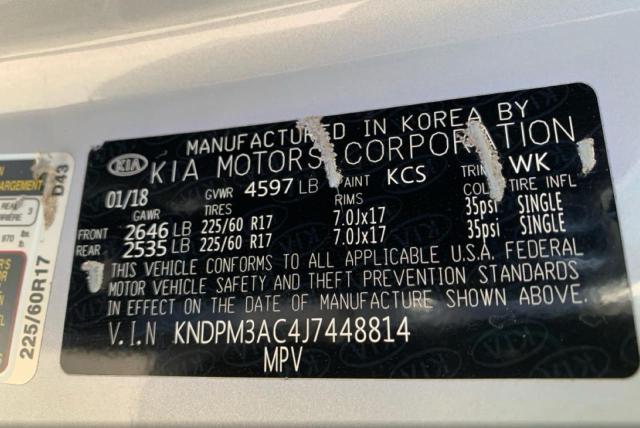 MANUFACTURED IN KOREA BY
KIA KIA MOTORS CORPORATION
01/18 GVWR 4597 LB PAINT KCS TRIM WK
GAWR TIRES RIMS COLD TIRE INFL
FRONT 2646 LB 225/60 R17 7.0Jx17 35psi SINGLE
REAR 2535 LB 225/60 R17 7.0Jx17 35psi SINGLE
THIS VEHICLE CONFORMS TO ALL APPLICABLE U.S.A. FEDERAL
MOTOR VEHICLE SAFETY AND THEFT PREVENTION STANDARDS
IN EFFECT ON THE DATE OF MANUFACTURE SHOWN ABOVE.
V.I.N KNDPM3AC4J7448814
MPV
D43
225/60R17
REAR 3